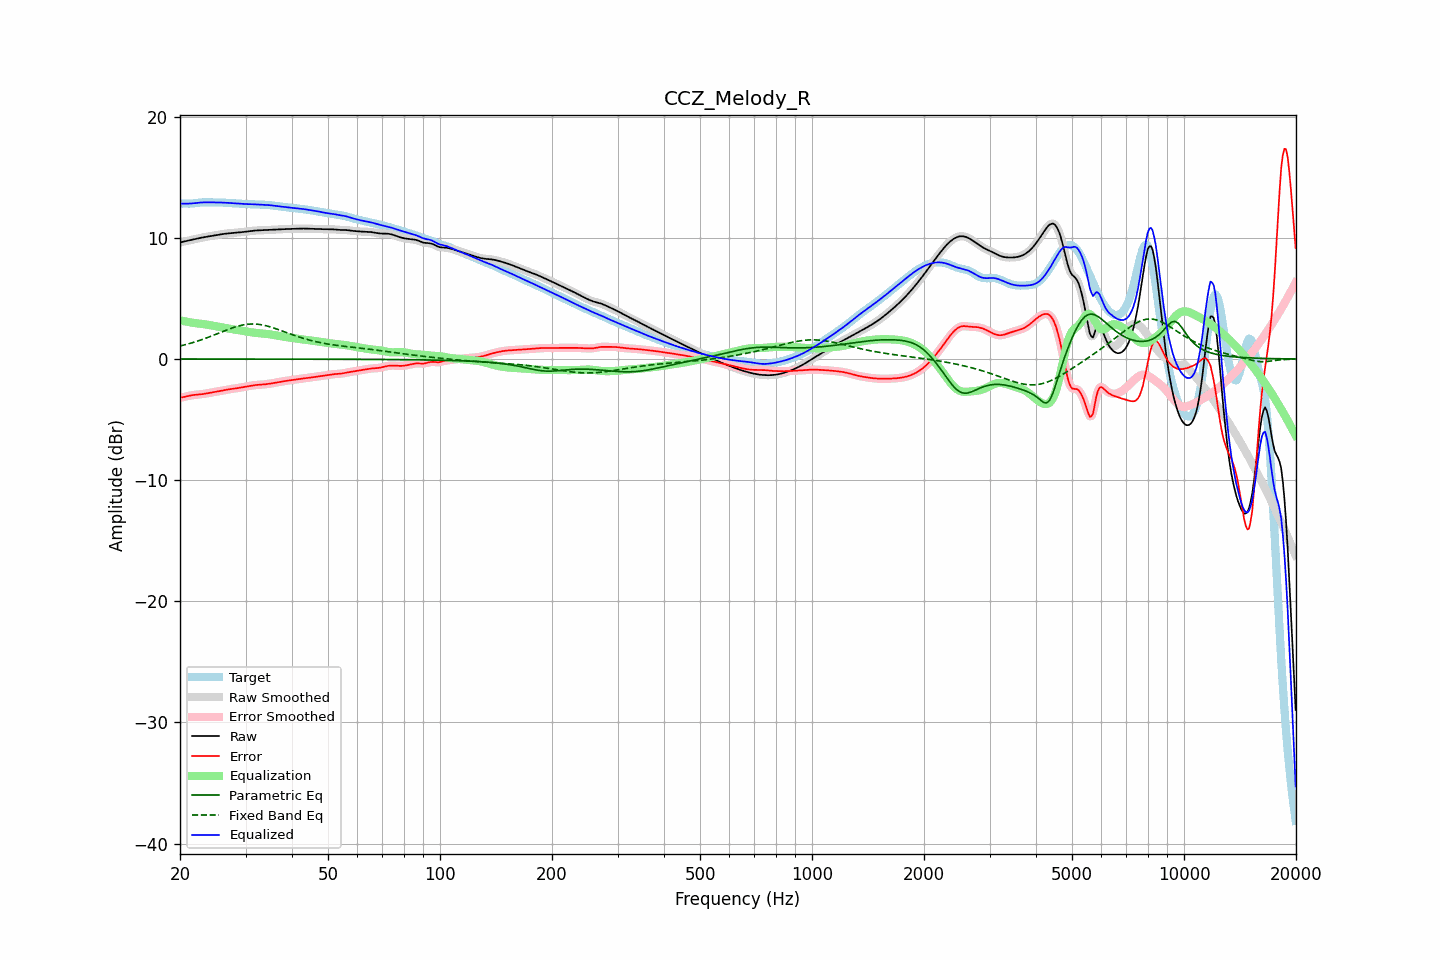 CCZ_Melody_R
20
10
0
−10
−20
−30
−40
Amplitude (dBr)
Target
Raw Smoothed
Error Smoothed
Raw
Error
Equalization
Parametric Eq
Fixed Band Eq
Equalized
20 50 100 200 500 1000 2000 5000 10000 20000
Frequency (Hz)